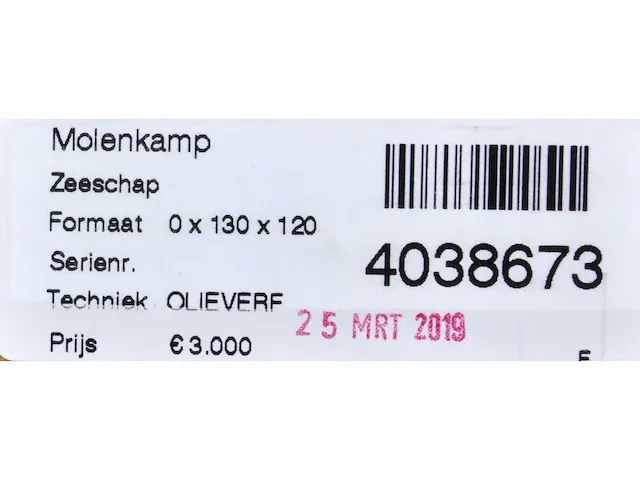 Molenkamp
Zeeschap
Formaat 0 x 130 x 120
Serienr.
4038673
Techniek OLIEVERF
25 MRT 2019
Prijs € 3.000